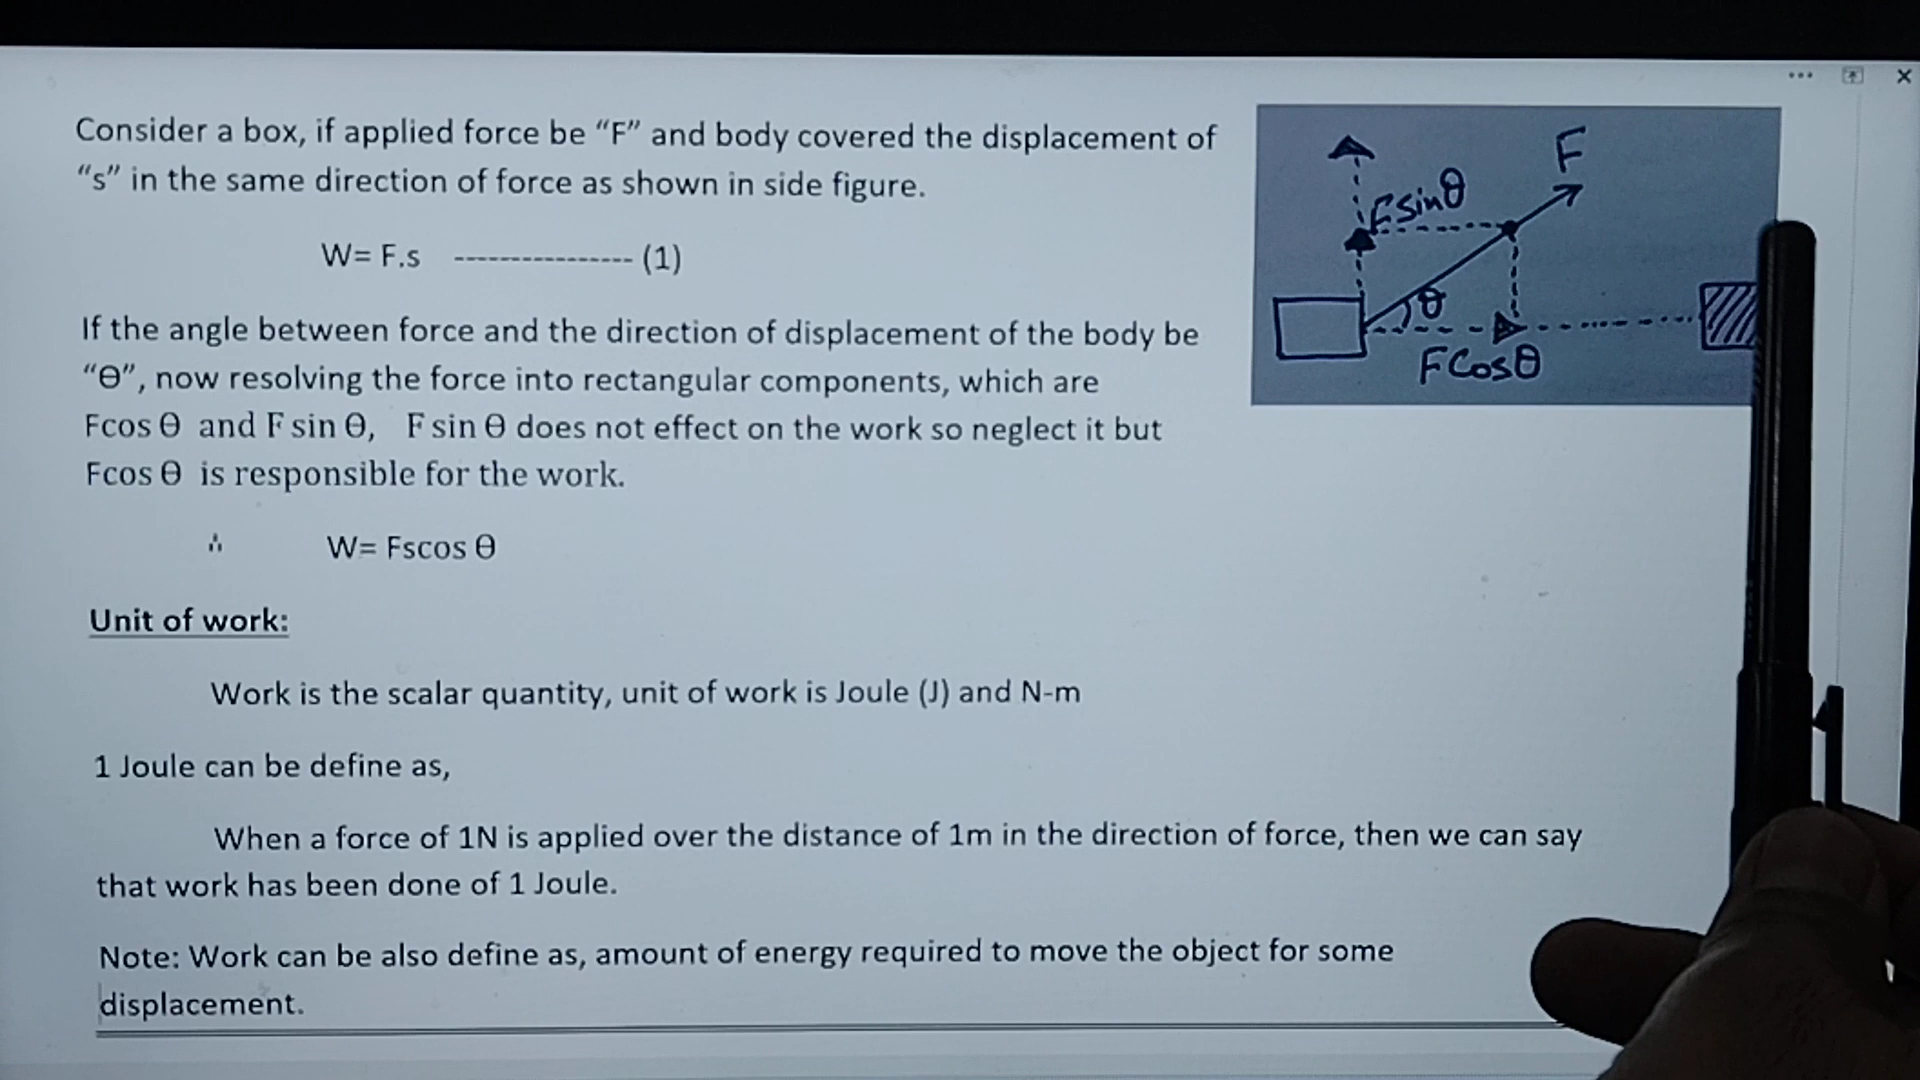 Consider a box, if applied force be “F” and body covered the displacement of
“s” in the same direction of force as shown in side figure.
W= F.s ---------------- (1)
If the angle between force and the direction of displacement of the body be
“Ө”, now resolving the force into rectangular components, which are
Fcos Ө and F sin Ө, F sin Ө does not effect on the work so neglect it but
Fcos Ө is responsible for the work.
∴ W= Fscos Ө
Unit of work:
Work is the scalar quantity, unit of work is Joule (J) and N-m
1 Joule can be define as,
When a force of 1N is applied over the distance of 1m in the direction of force, then we can say
that work has been done of 1 Joule.
Note: Work can be also define as, amount of energy required to move the object for some
displacement.
F
Fsinθ
θ
FCosθ